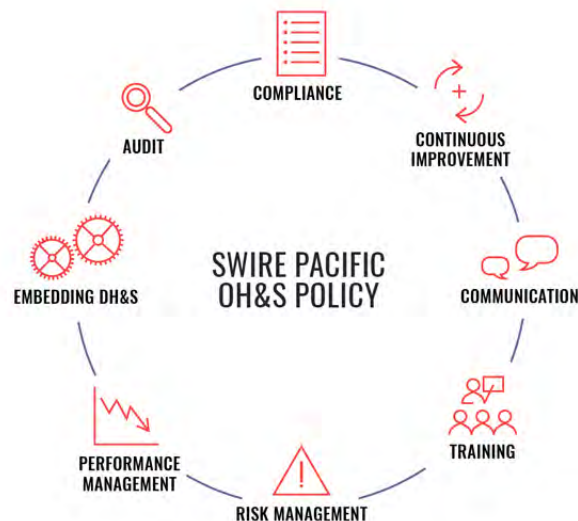 COMPLIANCE
AUDIT
CONTINUOUS
IMPROVEMENT
SWIRE PACIFIC
OH&S POLICY
EMBEDDING DH&S
COMMUNICATION
PERFORMANCE
MANAGEMENT
TRAINING
RISK MANAGEMENT